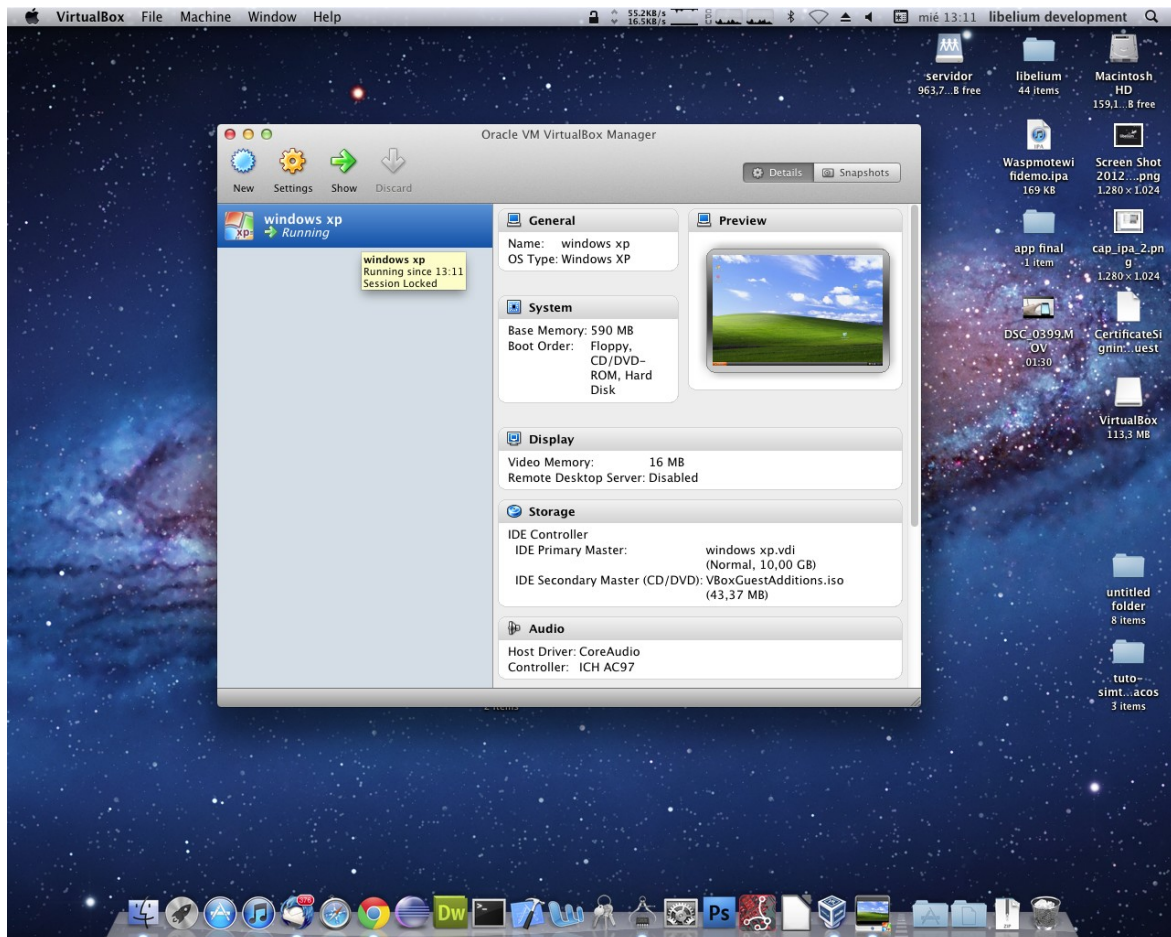 VirtualBox File Machine Window Help
55.2KB/s
16.5KB/s
mié 13:11 libelium development
servidor
963,7...B free
libelium
44 items
Macintosh
HD
159,1...B free
Waspmotewi
fidemo.ipa
169 KB
Screen Shot
2012....png
1.280 × 1.024
app final
1 item
cap_ipa_2.pn
g
1.280 × 1.024
DSC_0399.M
OV
01:30
CertificateSi
gnin...uest
VirtualBox
113,3 MB
untitled
folder
8 items
tuto-
simt...acos
3 items
Oracle VM VirtualBox Manager
New Settings Show Discard
Details Snapshots
windows xp
Running
windows xp
Running since 13:11
Session Locked
General
Name: windows xp
OS Type: Windows XP
Preview
System
Base Memory: 590 MB
Boot Order: Floppy,
CD/DVD-
ROM, Hard
Disk
Display
Video Memory: 16 MB
Remote Desktop Server: Disabled
Storage
IDE Controller
IDE Primary Master: windows xp.vdi
(Normal, 10,00 GB)
IDE Secondary Master (CD/DVD): VBoxGuestAdditions.iso
(43,37 MB)
Audio
Host Driver: CoreAudio
Controller: ICH AC97
2 items
376
Dw
Ps